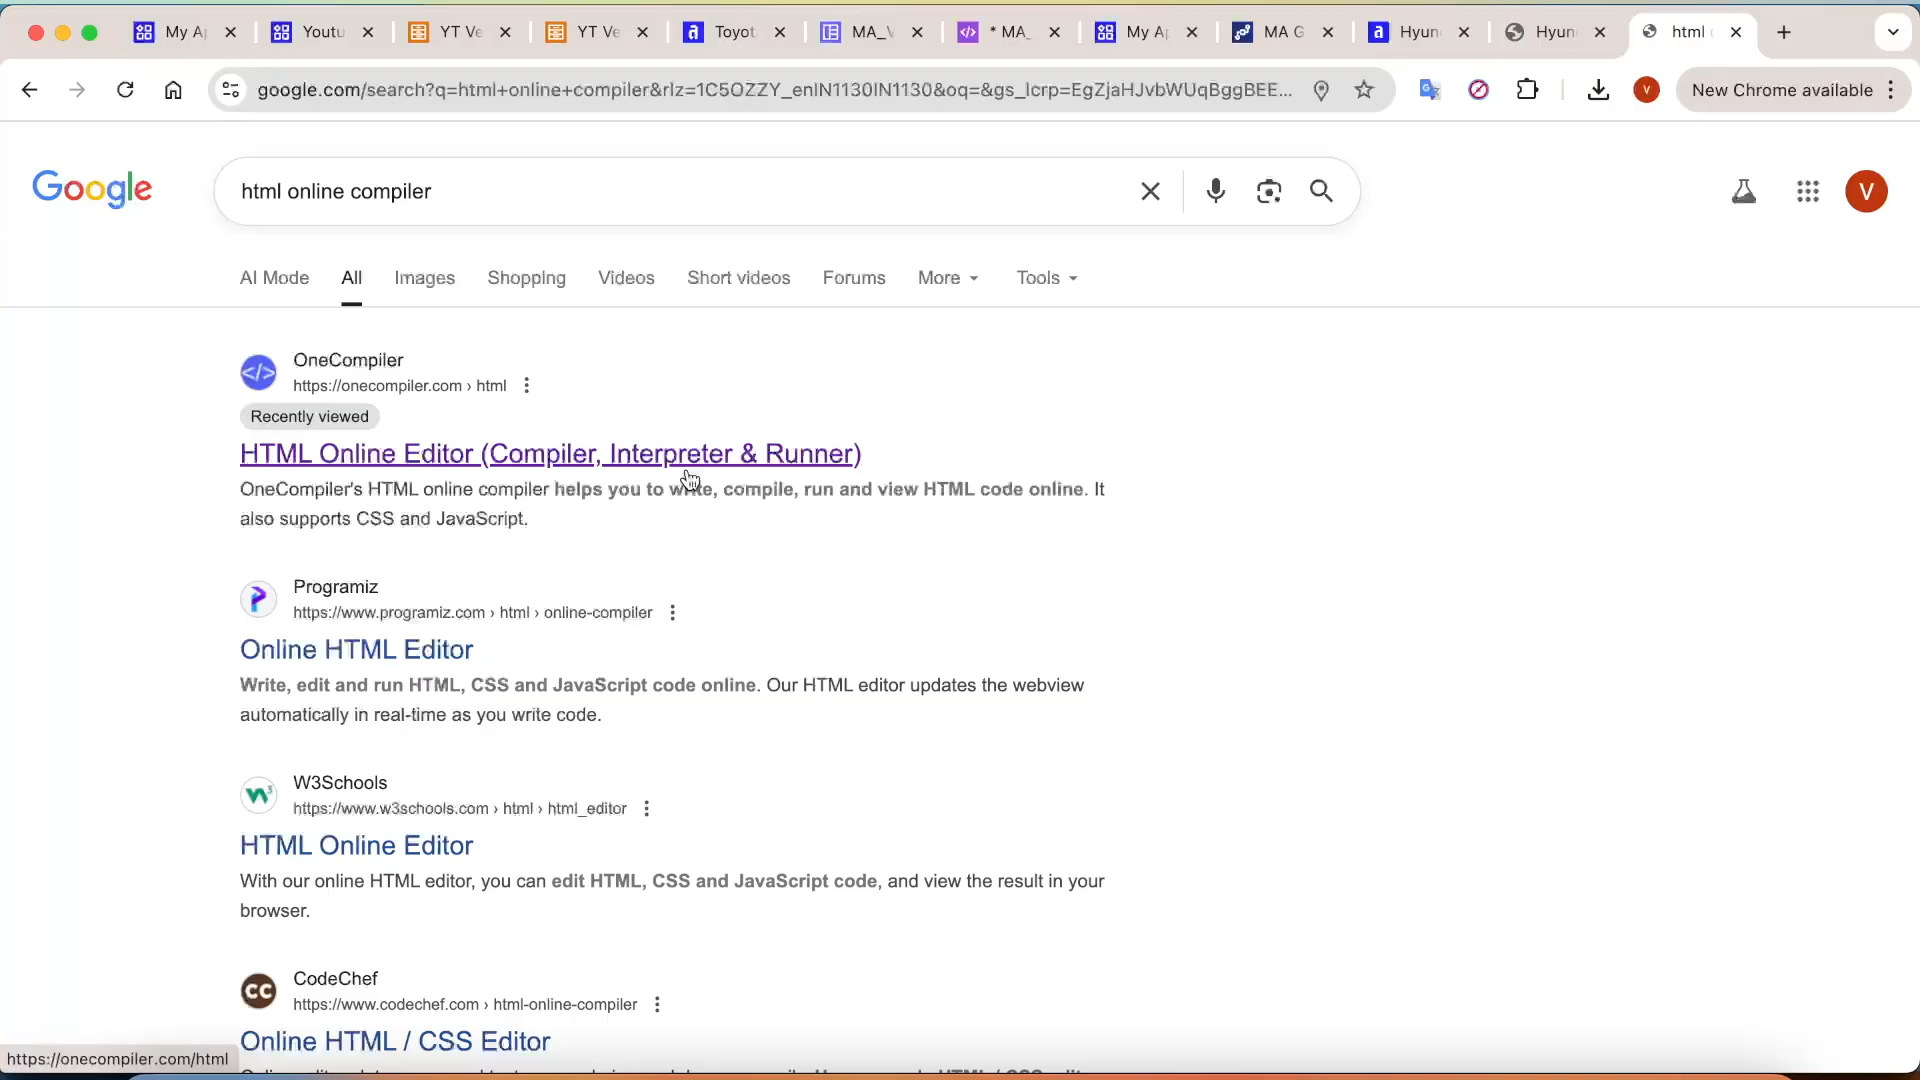 My A
Youtu
YT Ve
YT Ve
Toyot
MA_V
* MA_
My A
MA G
Hyun
Hyun
html
google.com/search?q=html+online+compiler&rlz=1C5OZZY_enIN1130IN1130&oq=&gs_lcrp=EgZjaHJvbWUqBggBEE...
V
New Chrome available
Google
html online compiler
V
AI Mode
All
Images
Shopping
Videos
Short videos
Forums
More
Tools
OneCompiler
https://onecompiler.com › html
Recently viewed
HTML Online Editor (Compiler, Interpreter & Runner)
OneCompiler's HTML online compiler helps you to write, compile, run and view HTML code online. It
also supports CSS and JavaScript.
Programiz
https://www.programiz.com › html › online-compiler
Online HTML Editor
Write, edit and run HTML, CSS and JavaScript code online. Our HTML editor updates the webview
automatically in real-time as you write code.
W3Schools
https://www.w3schools.com › html › html_editor
HTML Online Editor
With our online HTML editor, you can edit HTML, CSS and JavaScript code, and view the result in your
browser.
CC
CodeChef
https://www.codechef.com › html-online-compiler
Online HTML / CSS Editor
https://onecompiler.com/html